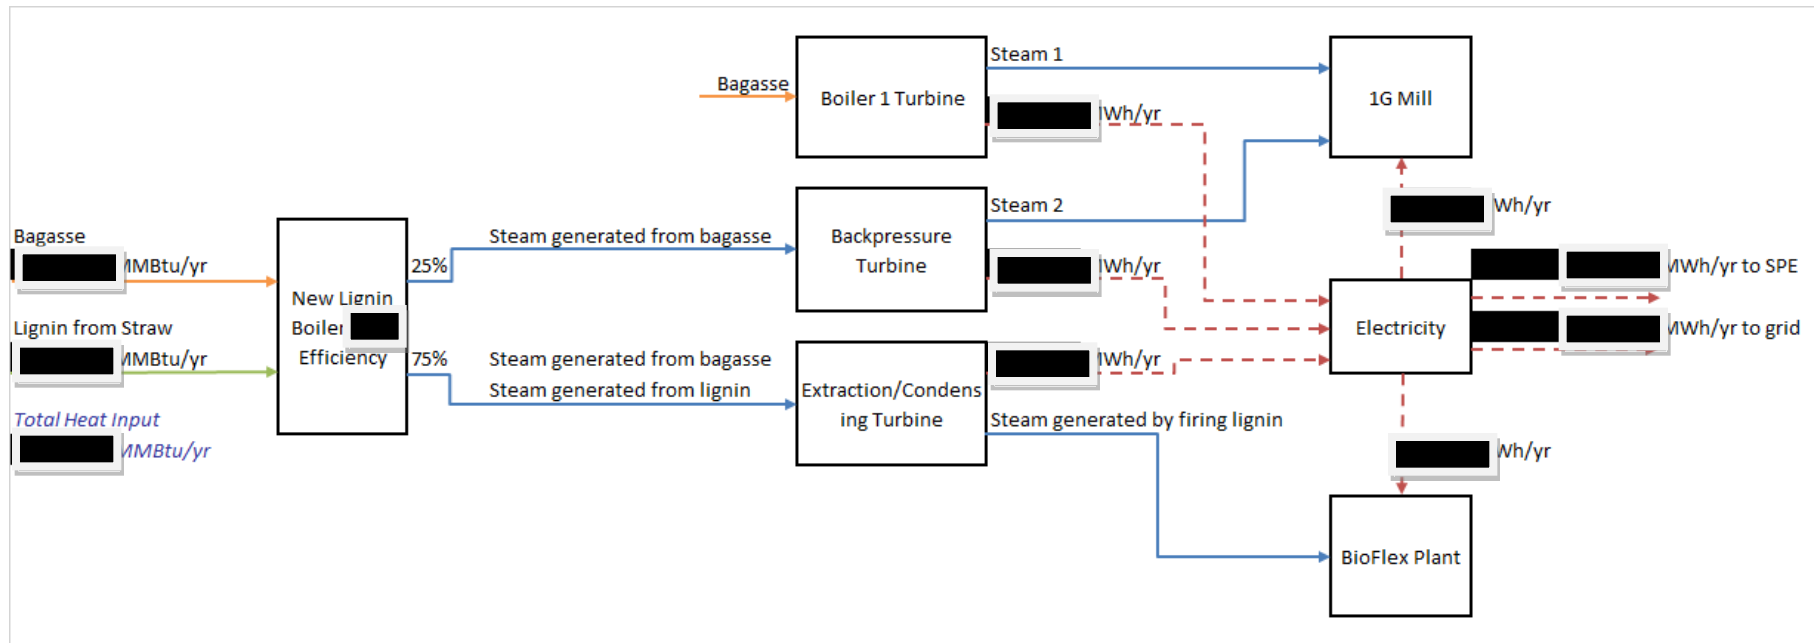 Steam 1
Bagasse
Boiler 1 Turbine
Wh/yr
1G Mill
Steam 2
Wh/yr
Bagasse
MMBtu/yr
Steam generated from bagasse
25%
Backpressure
Turbine
Wh/yr
MWh/yr to SPE
New Lignin
Boiler
Efficiency
Lignin from Straw
MMBtu/yr
Electricity
MWh/yr to grid
75%
Steam generated from bagasse
Steam generated from lignin
Wh/yr
Extraction/Condens
ing Turbine
Steam generated by firing lignin
Total Heat Input
MMBtu/yr
Wh/yr
BioFlex Plant